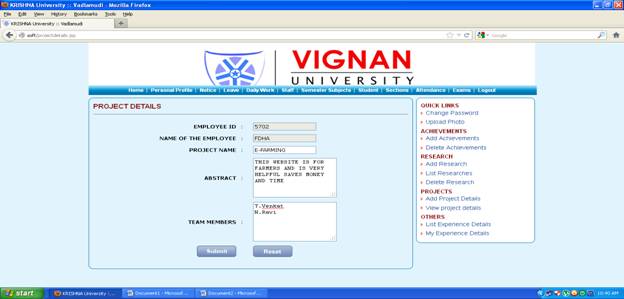 KRISHNA University :: Vadlamudi - Mozilla Firefox
File Edit View History Bookmarks Tools Help
KRISHNA University :: Vadlamudi
soft/projectdetails.jsp
Google
VIGNAN
UNIVERSITY
Home | Personal Profile | Notice | Leave | Daily Work | Staff | Semester Subjects | Student | Sections | Attendance | Exams | Logout
PROJECT DETAILS
EMPLOYEE ID : 5702
NAME OF THE EMPLOYEE : FDHA
PROJECT NAME : E-FARMING
ABSTRACT : THIS WEBSITE IS FOR
FARMERS AND IS VERY
HELPFUL SAVES MONEY
AND TIME
TEAM MEMBERS : T.Venkat
N.Ravi
Submit Reset
QUICK LINKS
Change Password
Upload Photo
ACHIEVEMENTS
Add Achievements
Delete Achievements
RESEARCH
Add Research
List Researches
Delete Research
PROJECTS
Add Project Details
View project details
OTHERS
List Experience Details
My Experience Details
start
KRISHNA University :...
Document1 - Microsof...
Document2 - Microsof...
10:40 AM